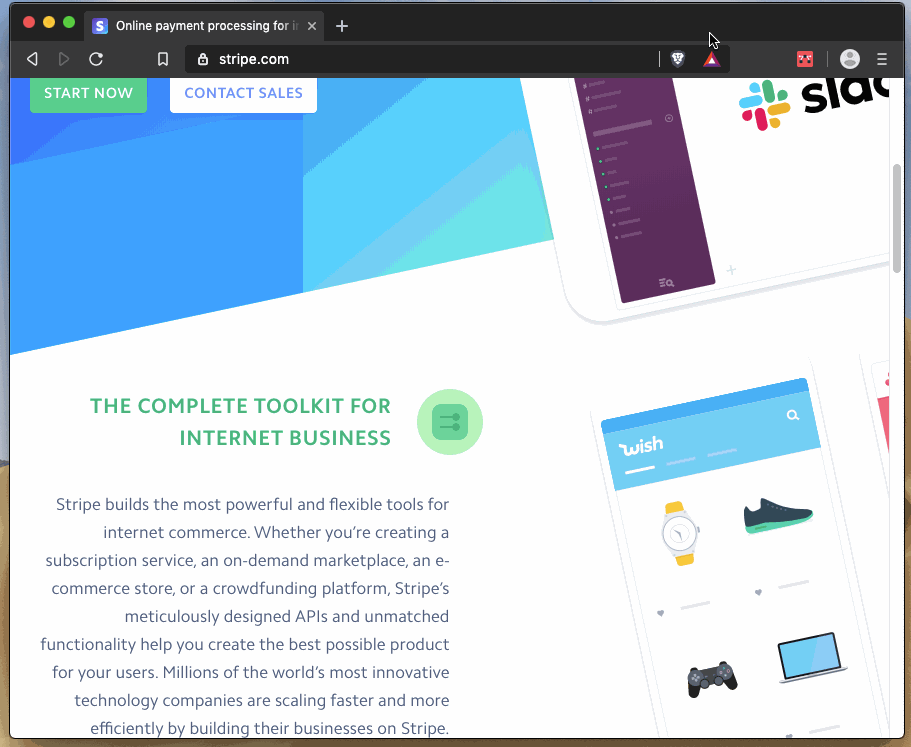 Online payment processing for i
stripe.com
START NOW
CONTACT SALES
slac
THE COMPLETE TOOLKIT FOR
INTERNET BUSINESS
wish
Stripe builds the most powerful and flexible tools for
internet commerce. Whether you’re creating a
subscription service, an on-demand marketplace, an e-
commerce store, or a crowdfunding platform, Stripe’s
meticulously designed APIs and unmatched
functionality help you create the best possible product
for your users. Millions of the world’s most innovative
technology companies are scaling faster and more
efficiently by building their businesses on Stripe.